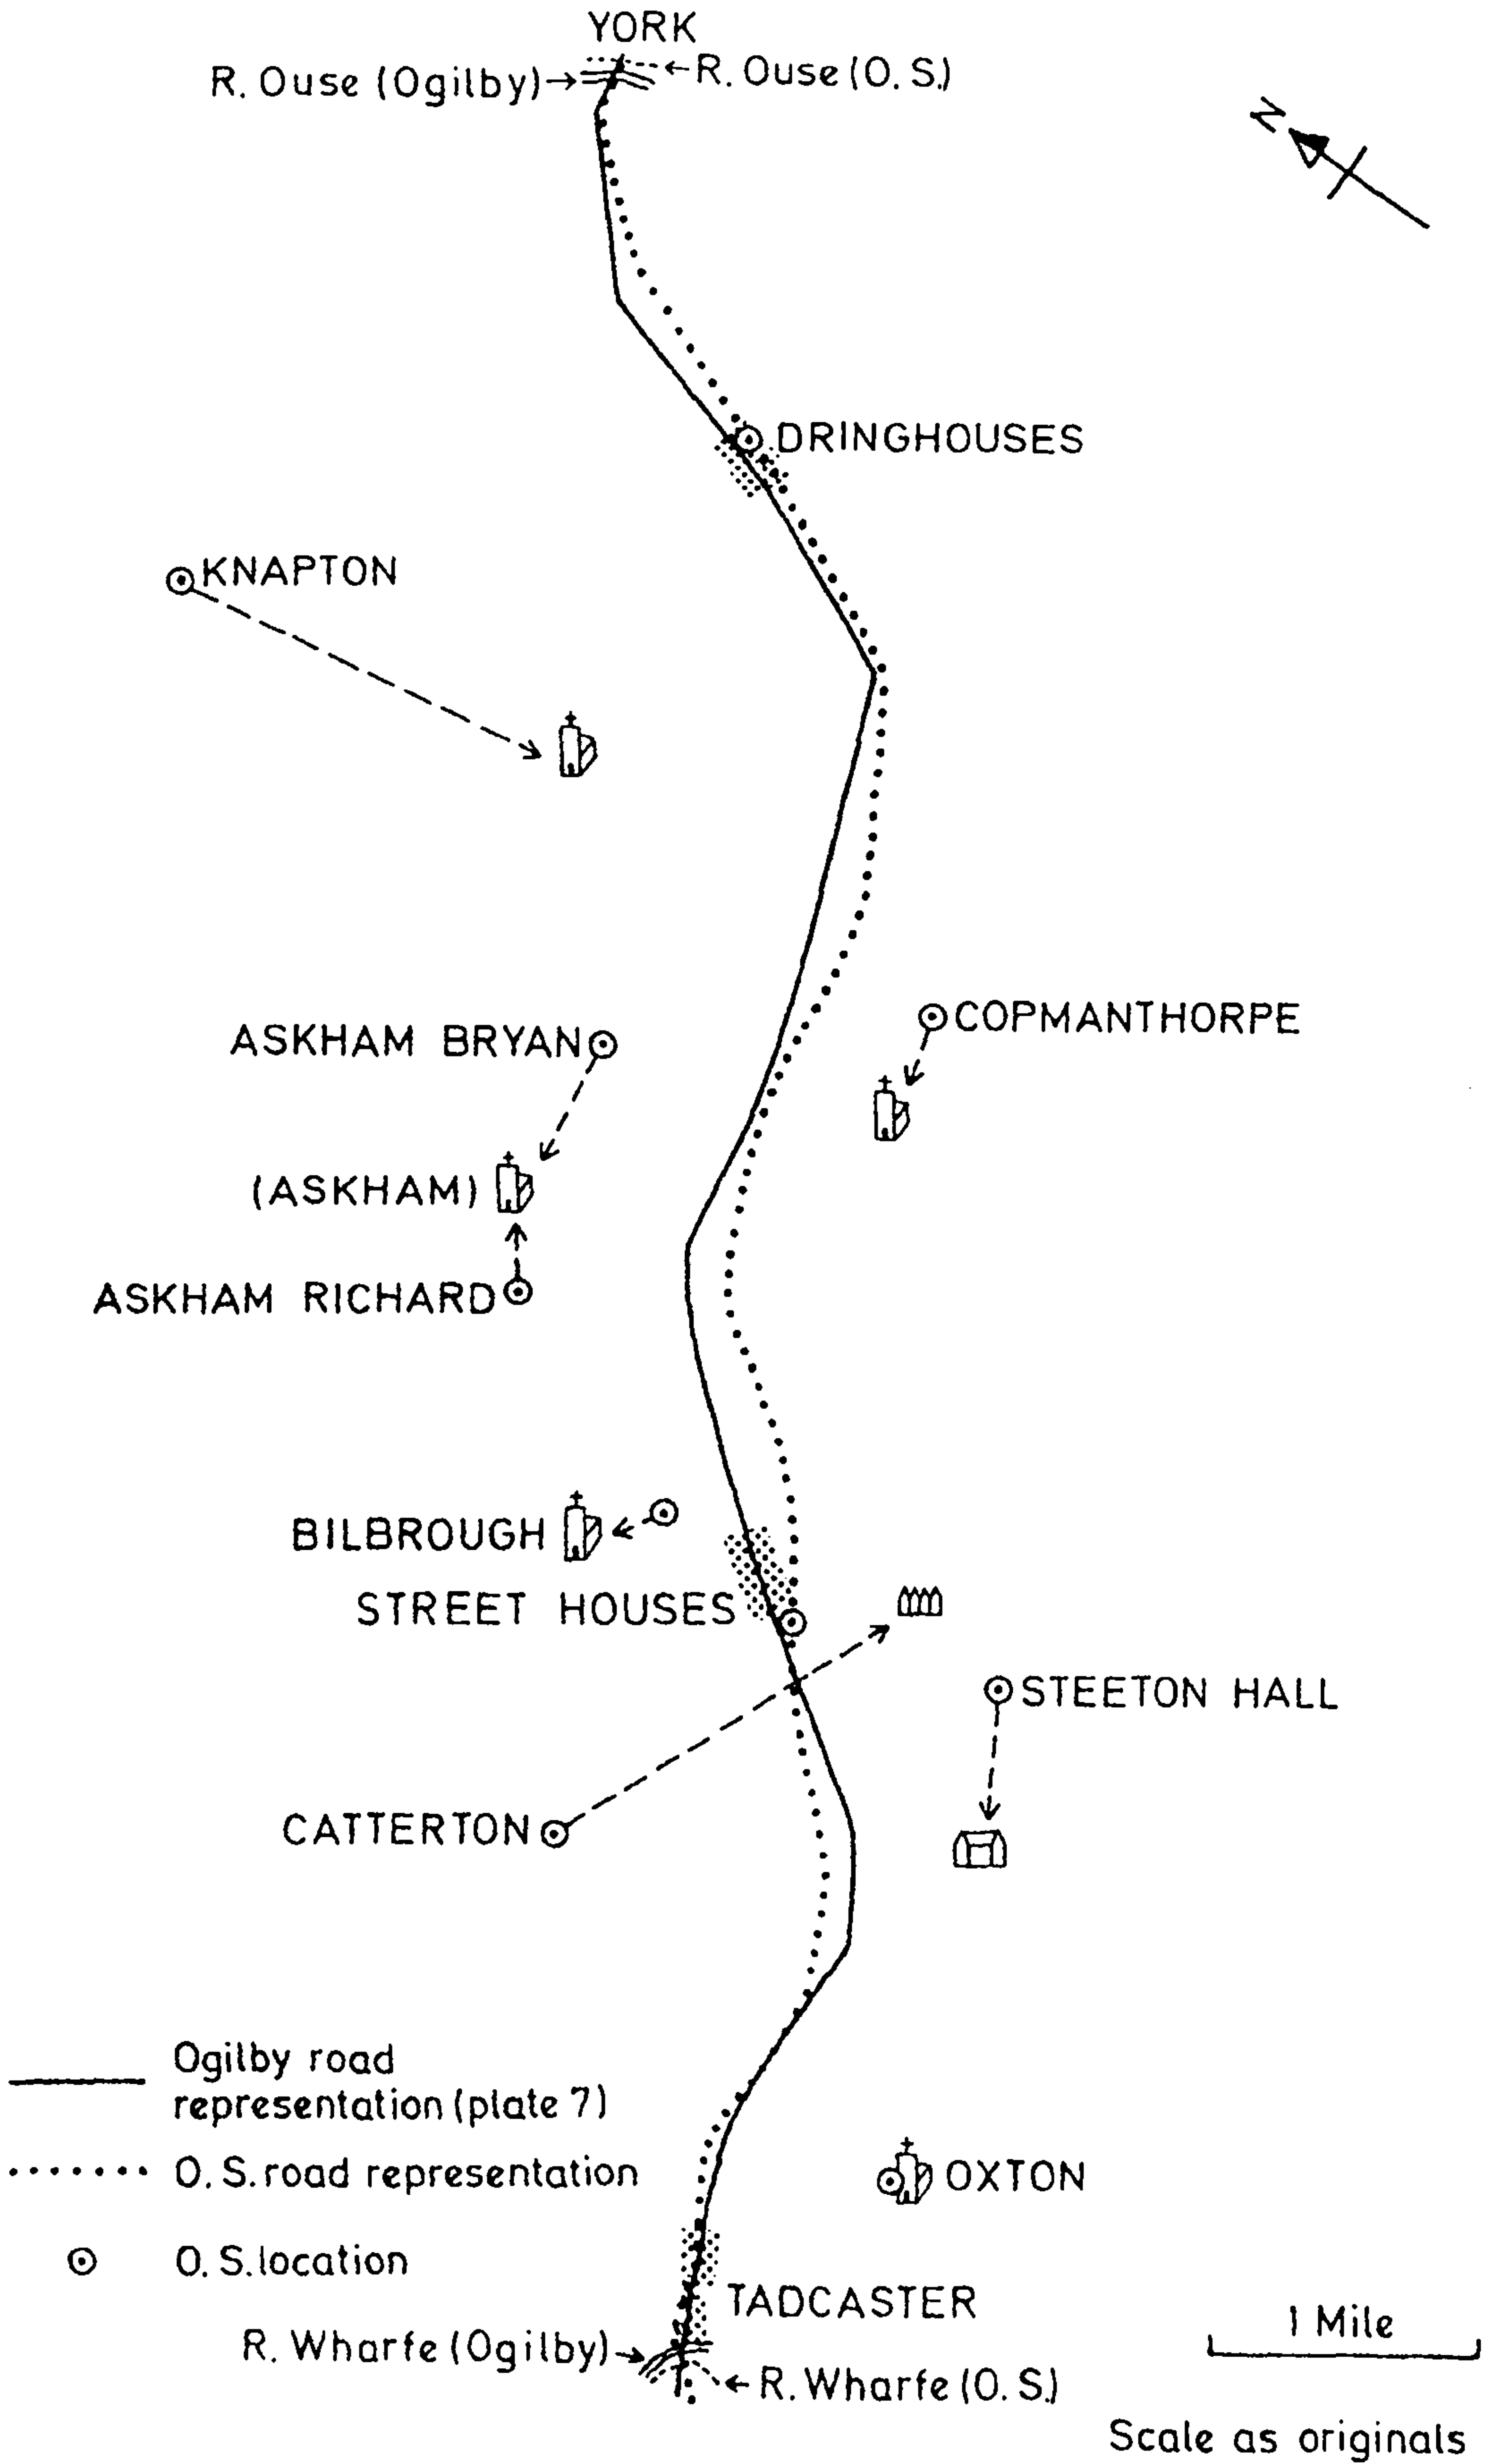 YORK
R. Ouse (Ogilby)
R. Ouse (O. S.)
N
DRINGHOUSES
KNAPTON
COPMANTHORPE
ASKHAM BRYAN
(ASKHAM)
ASKHAM RICHARD
BILBROUGH
STREET HOUSES
STEETON HALL
CATTERTON
Ogilby road
representation (plate 7)
O. S. road representation
OXTON
O. S. location
TADCASTER
R. Wharfe (Ogilby)
1 Mile
R. Wharfe (O. S.)
Scale as originals